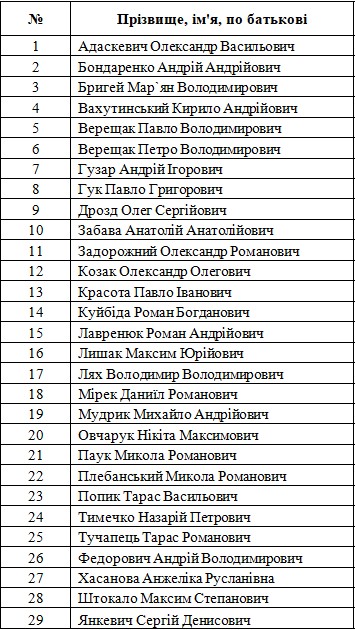 № Прізвище, ім'я, по батькові
1 Адаскевич Олександр Васильович
2 Бондаренко Андрій Андрійович
3 Бригей Мар`ян Володимирович
4 Вахутинський Кирило Андрійович
5 Верещак Павло Володимирович
6 Верещак Петро Володимирович
7 Гузар Андрій Ігорович
8 Гук Павло Григорович
9 Дрозд Олег Сергійович
10 Забава Анатолій Анатолійович
11 Задорожний Олександр Романович
12 Козак Олександр Олегович
13 Красота Павло Іванович
14 Куйбіда Роман Богданович
15 Лавренюк Роман Андрійович
16 Лишак Максим Юрійович
17 Лях Володимир Володимирович
18 Мірек Даниїл Романович
19 Мудрик Михайло Андрійович
20 Овчарук Нікіта Максимович
21 Паук Микола Романович
22 Плебанський Микола Романович
23 Попик Тарас Васильович
24 Тимечко Назарій Петрович
25 Тучапець Тарас Романович
26 Федорович Андрій Володимирович
27 Хасанова Анжеліка Русланівна
28 Штокало Максим Степанович
29 Янкевич Сергій Денисович